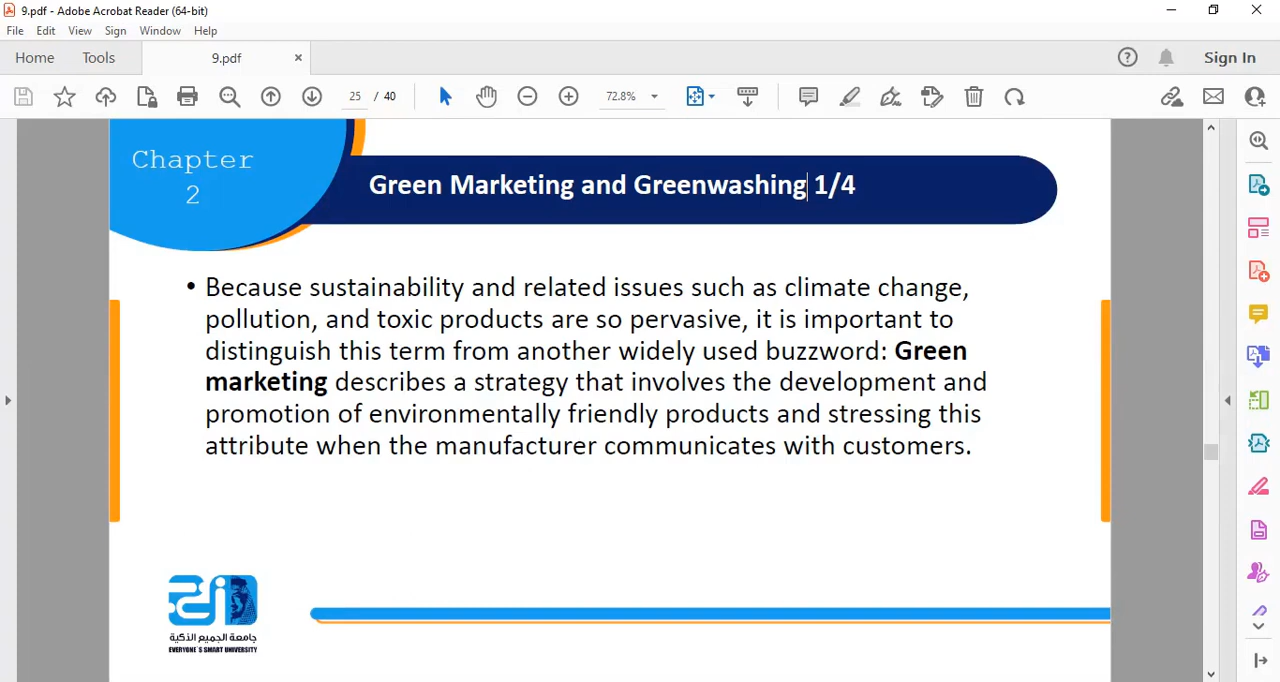 9.pdf - Adobe Acrobat Reader (64-bit)
File Edit View Sign Window Help
Home Tools 9.pdf × Sign In
25 / 40 72.8%
Chapter
2
Green Marketing and Greenwashing 1/4
• Because sustainability and related issues such as climate change,
pollution, and toxic products are so pervasive, it is important to
distinguish this term from another widely used buzzword: Green
marketing describes a strategy that involves the development and
promotion of environmentally friendly products and stressing this
attribute when the manufacturer communicates with customers.
جامعة الجميع الذكية
EVERYONE'S SMART UNIVERSITY